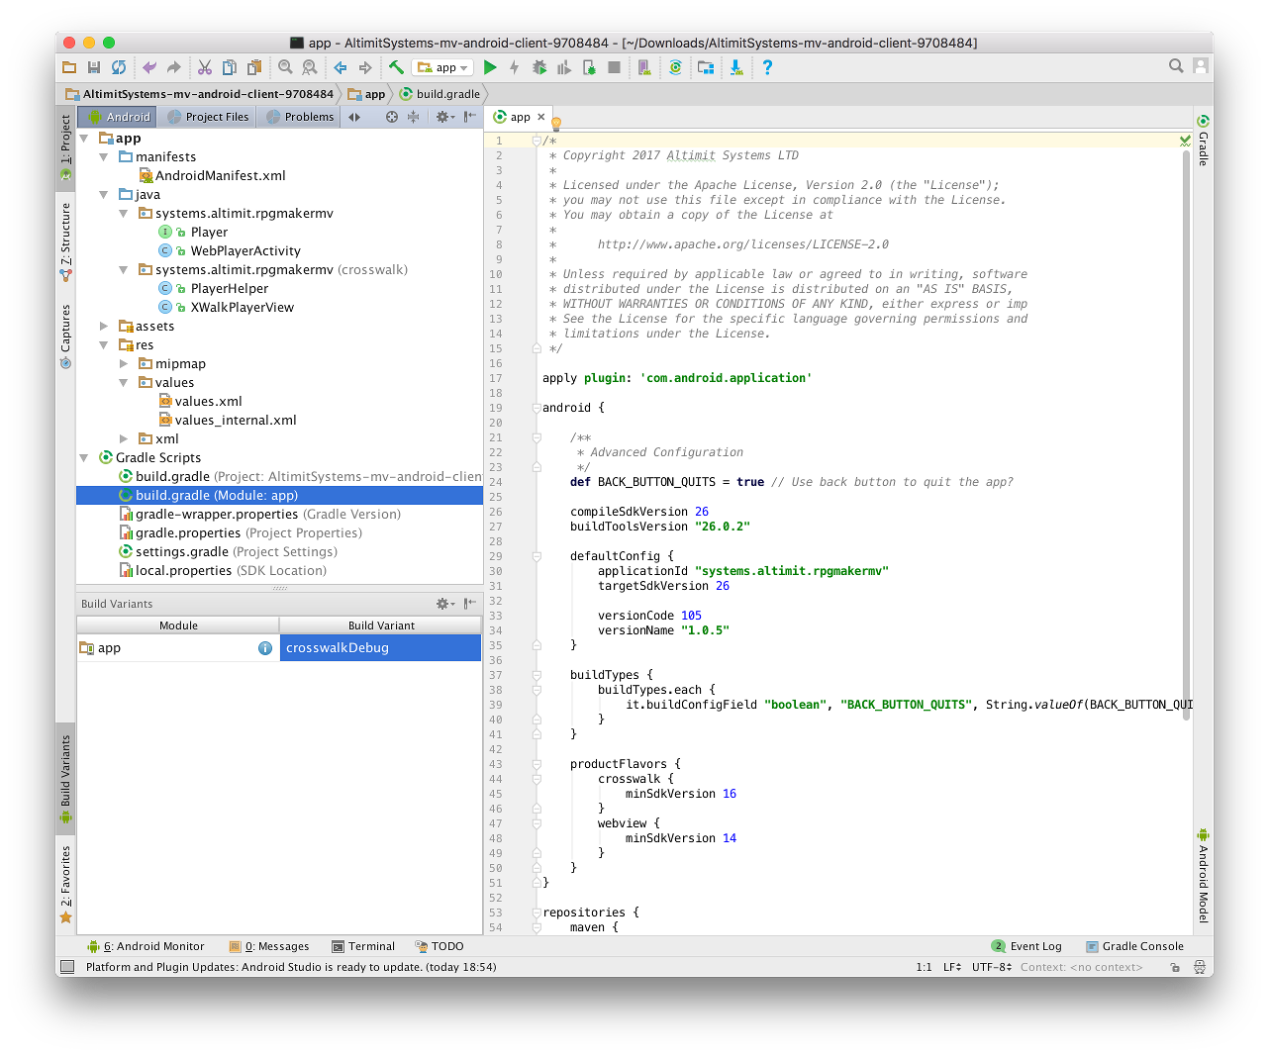 app - AltimitSystems-mv-android-client-9708484 - [~/Downloads/AltimitSystems-mv-android-client-9708484]
app
AltimitSystems-mv-android-client-9708484 app build.gradle
Android Project Files Problems
app
1: Project
7: Structure
Captures
Build Variants
2: Favorites
app
manifests
AndroidManifest.xml
java
systems.altimit.rpgmakermv
Player
WebPlayerActivity
systems.altimit.rpgmakermv (crosswalk)
PlayerHelper
XWalkPlayerView
assets
res
mipmap
values
values.xml
values_internal.xml
xml
Gradle Scripts
build.gradle (Project: AltimitSystems-mv-android-clien
build.gradle (Module: app)
gradle-wrapper.properties (Gradle Version)
gradle.properties (Project Properties)
settings.gradle (Project Settings)
local.properties (SDK Location)
Build Variants
Module Build Variant
app crosswalkDebug
1 /*
2 * Copyright 2017 Altimit Systems LTD
3 *
4 * Licensed under the Apache License, Version 2.0 (the "License");
5 * you may not use this file except in compliance with the License.
6 * You may obtain a copy of the License at
7 *
8 * http://www.apache.org/licenses/LICENSE-2.0
9 *
10 * Unless required by applicable law or agreed to in writing, software
11 * distributed under the License is distributed on an "AS IS" BASIS,
12 * WITHOUT WARRANTIES OR CONDITIONS OF ANY KIND, either express or imp
13 * See the License for the specific language governing permissions and
14 * limitations under the License.
15 */
16
17 apply plugin: 'com.android.application'
18
19 android {
20
21 /**
22 * Advanced Configuration
23 */
24 def BACK_BUTTON_QUITS = true // Use back button to quit the app?
25
26 compileSdkVersion 26
27 buildToolsVersion "26.0.2"
28
29 defaultConfig {
30 applicationId "systems.altimit.rpgmakermv"
31 targetSdkVersion 26
32
33 versionCode 105
34 versionName "1.0.5"
35 }
36
37 buildTypes {
38 buildTypes.each {
39 it.buildConfigField "boolean", "BACK_BUTTON_QUITS", String.valueOf(BACK_BUTTON_QUI
40 }
41 }
42
43 productFlavors {
44 crosswalk {
45 minSdkVersion 16
46 }
47 webview {
48 minSdkVersion 14
49 }
50 }
51 }
52
53 repositories {
54 maven {
Gradle
Android Model
6: Android Monitor 0: Messages Terminal TODO 2 Event Log Gradle Console
Platform and Plugin Updates: Android Studio is ready to update. (today 18:54) 1:1 LF UTF-8 Context: <no context>